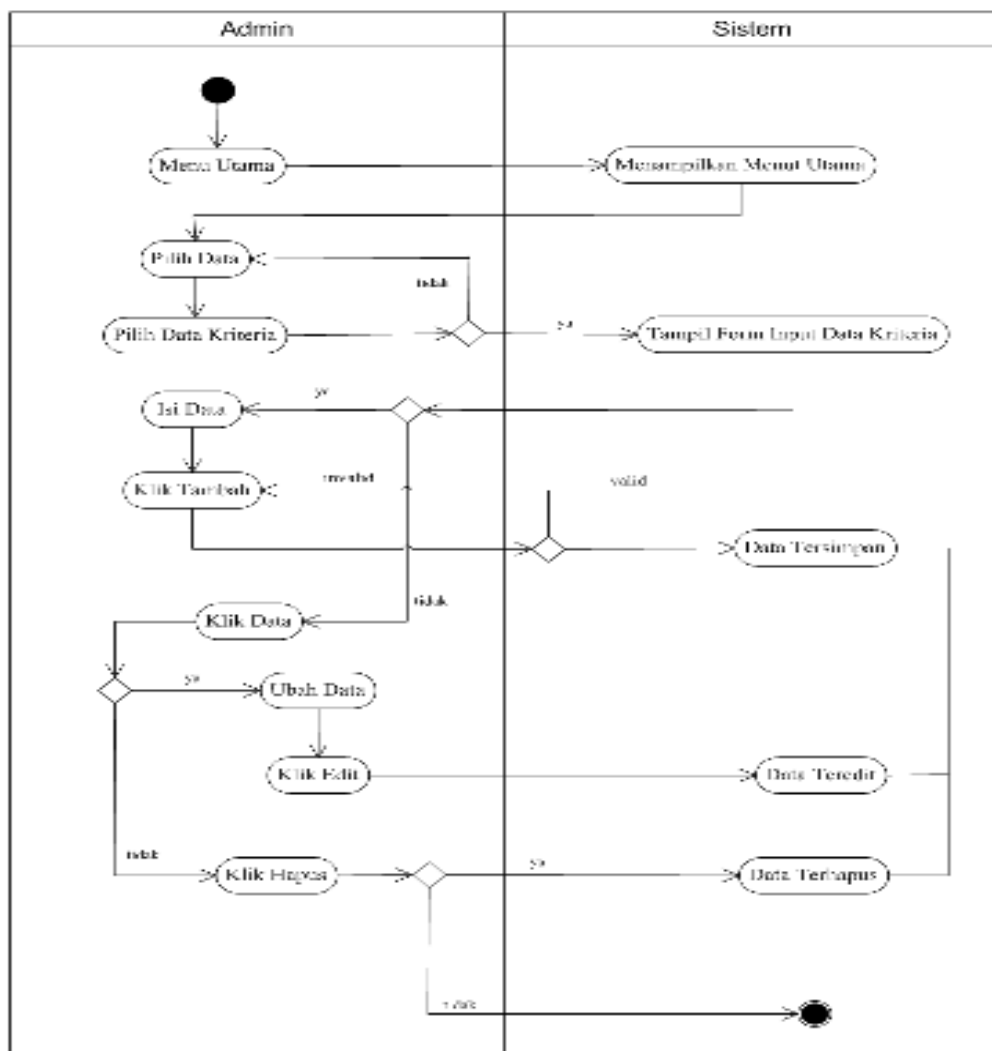 Admin
Sistem
Menu Utama
Menampilkan Menut Utama
Pilih Data
tidak
Pilih Data Kriteria
ya
Tampil Form Input Data Kriteria
Isi Data
ya
Klik Tambah
invalid
valid
Data Tersimpan
Klik Data
tidak
ya
Ubah Data
Klik Edit
Data Teredit
tidak
Klik Hapus
ya
Data Terhapus
tidak